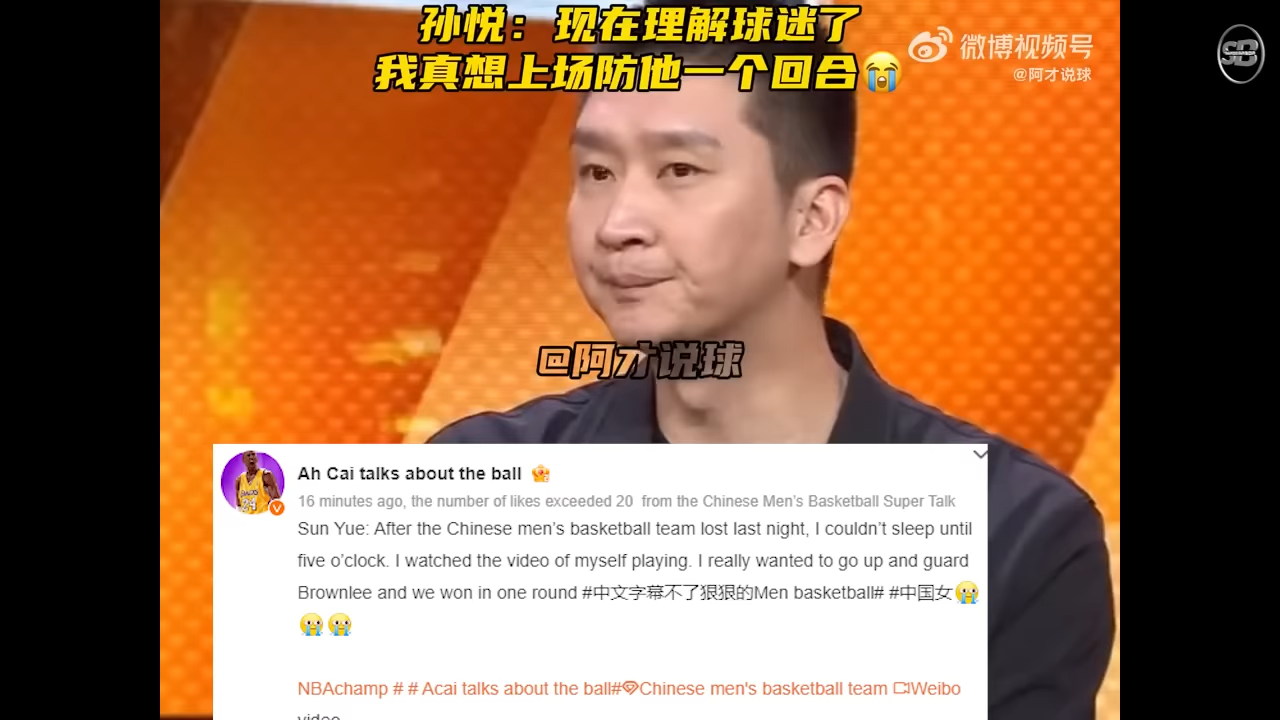 孙悦：现在理解球迷了
我真想上场防他一个回合😭
微博视频号
@阿才说球
SB
@阿才说球
Ah Cai talks about the ball
16 minutes ago, the number of likes exceeded 20 from the Chinese Men's Basketball Super Talk
Sun Yue: After the Chinese men's basketball team lost last night, I couldn't sleep until
five o'clock. I watched the video of myself playing. I really wanted to go up and guard
Brownlee and we won in one round #中文字幕不了狠狠的Men basketball# #中国女😭
😭😭
NBAchamp # # Acai talks about the ball#Chinese men's basketball team Weibo
video